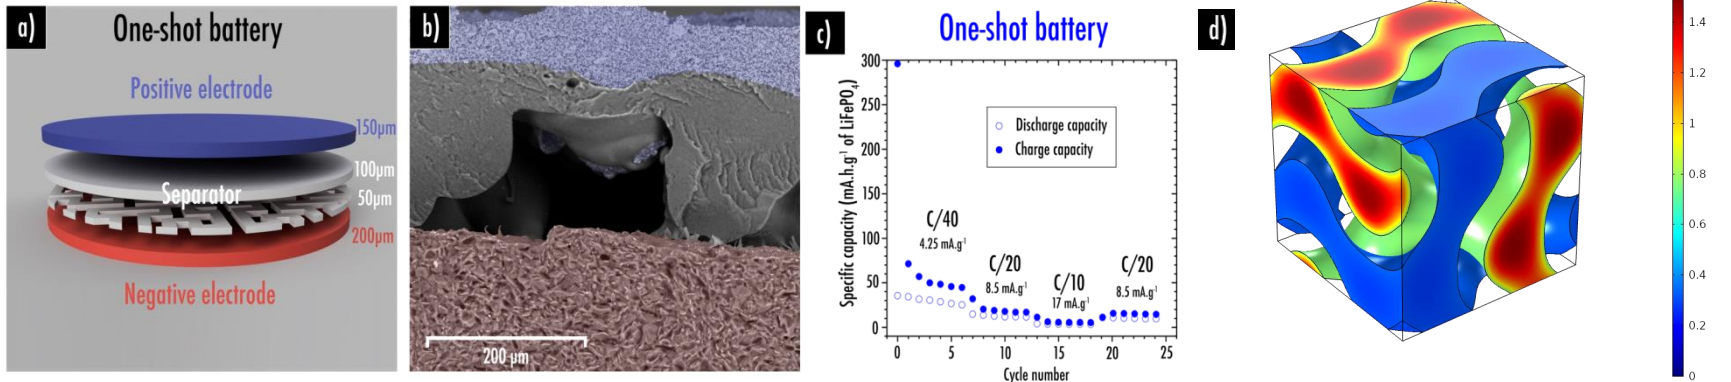 a)
One-shot battery
Positive electrode
150µm
100µm
Separator
50µm
200µm
Negative electrode
b)
200 µm
c)
One-shot battery
Specific capacity (mA.h.g⁻¹ of LiFePO₄)
300
250
200
150
100
50
0
Discharge capacity
Charge capacity
C/40
4.25 mA.g⁻¹
C/20
8.5 mA.g⁻¹
C/10
17 mA.g⁻¹
C/20
8.5 mA.g⁻¹
0 5 10 15 20 25
Cycle number
d)
1.4
1.2
1
0.8
0.6
0.4
0.2
0